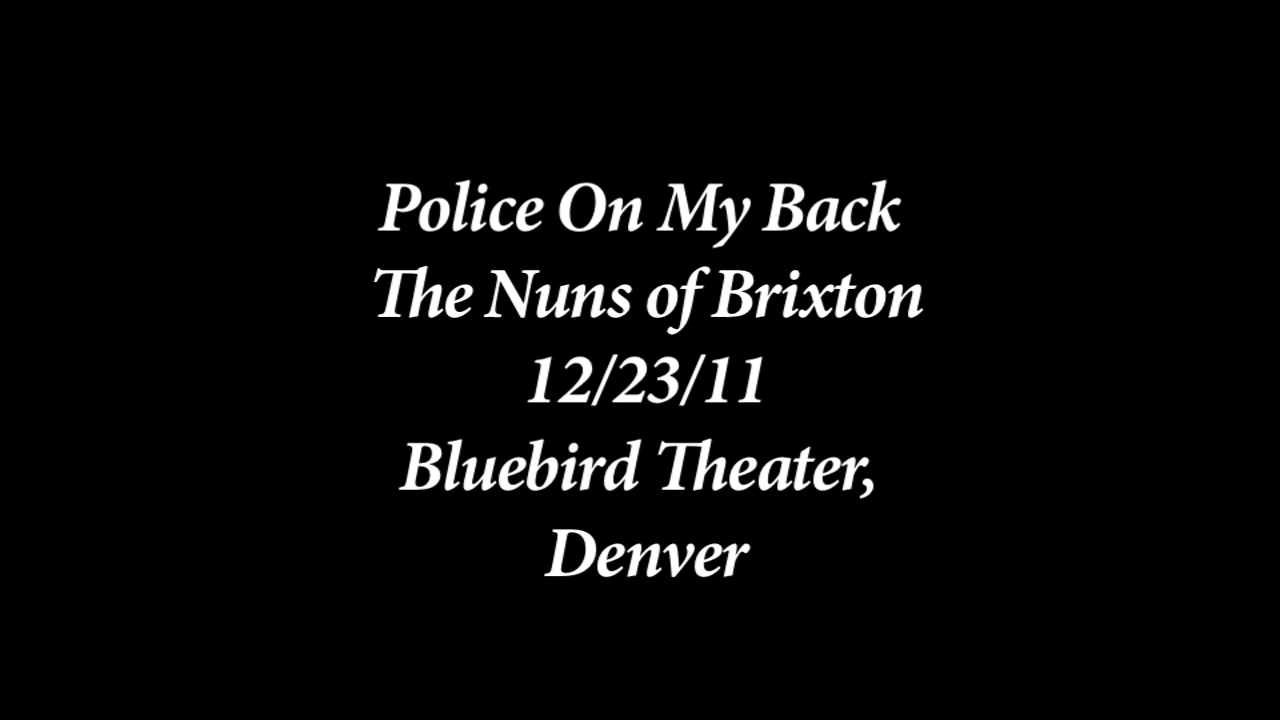 Police On My Back
The Nuns of Brixton
12/23/11
Bluebird Theater,
Denver